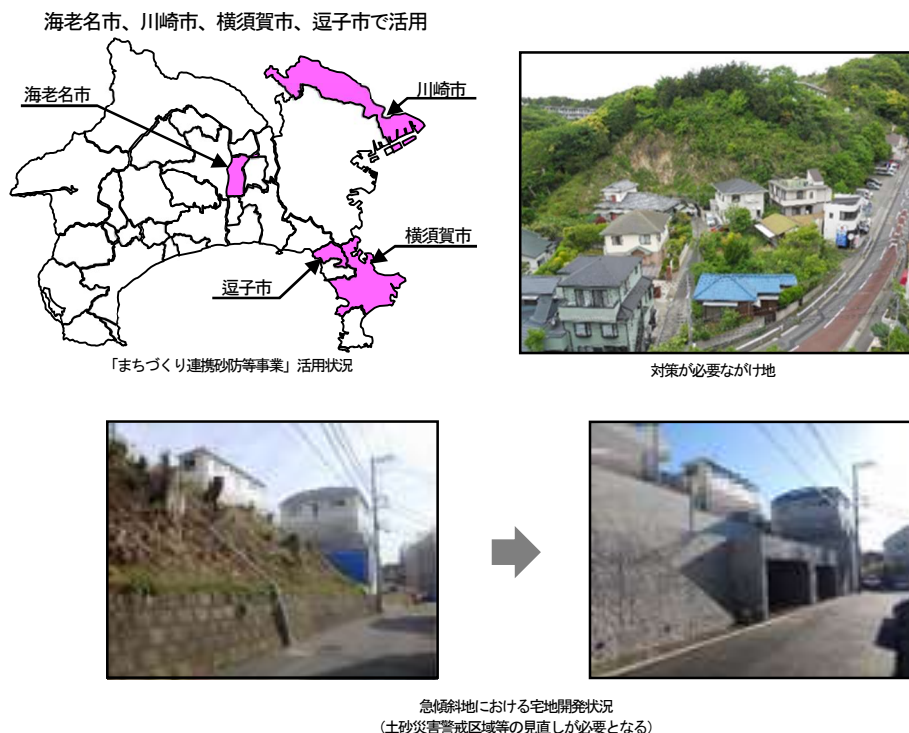 海老名市、川崎市、横須賀市、逗子市で活用
海老名市
川崎市
横須賀市
逗子市
「まちづくり連携砂防等事業」活用状況
対策が必要ながけ地
急傾斜地における宅地開発状況
(土砂災害警戒区域等の見直しが必要となる)